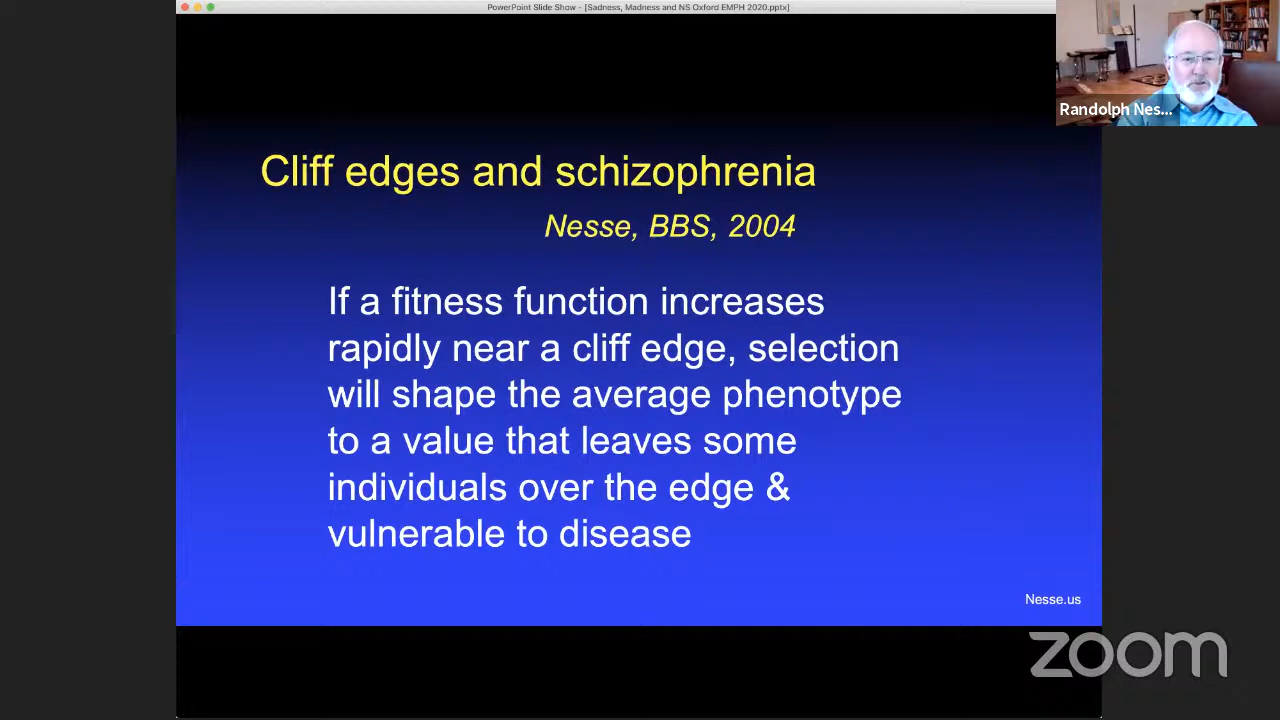 PowerPoint Slide Show - [Sadness, Madness and NS Oxford EMPH 2020.pptx]
Randolph Nes...
Cliff edges and schizophrenia
Nesse, BBS, 2004
If a fitness function increases
rapidly near a cliff edge, selection
will shape the average phenotype
to a value that leaves some
individuals over the edge &
vulnerable to disease
Nesse.us
zoom